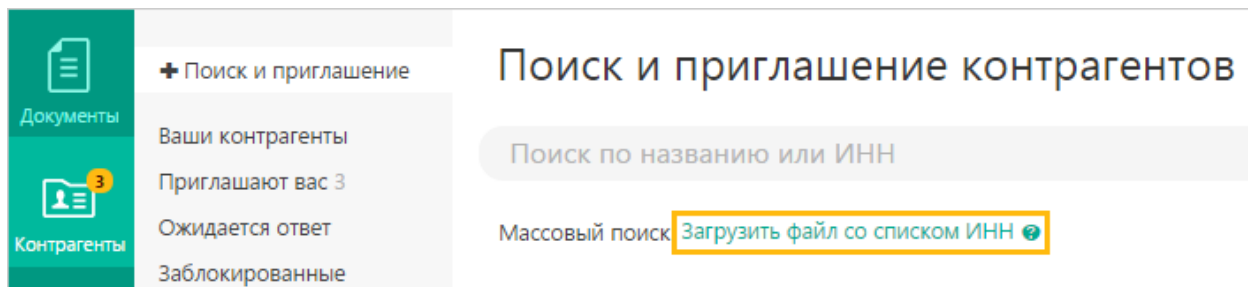 Документы
3
Контрагенты
+ Поиск и приглашение
Ваши контрагенты
Приглашают вас 3
Ожидается ответ
Заблокированные
Поиск и приглашение контрагентов
Поиск по названию или ИНН
Массовый поиск Загрузить файл со списком ИНН ?